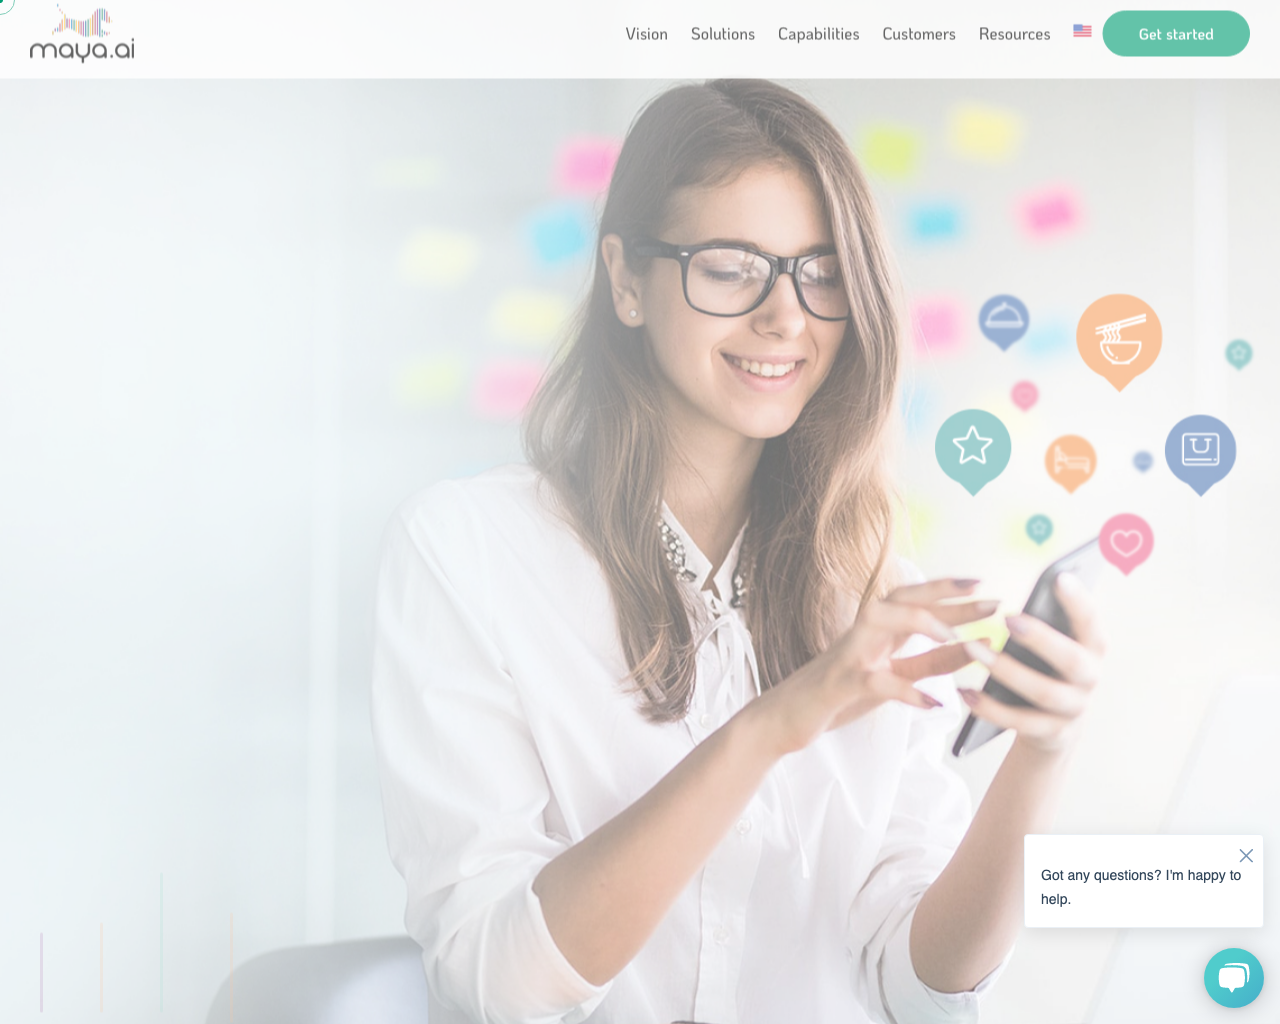 maya.ai
Vision
Solutions
Capabilities
Customers
Resources
Get started
Got any questions? I'm happy to
help.